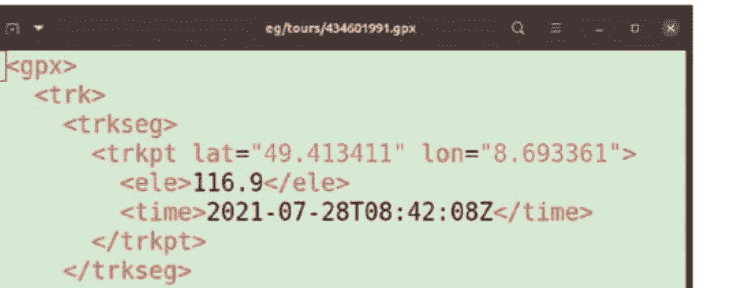 eg/tours/434601991.gpx
<gpx>
<trk>
<trkseg>
<trkpt lat="49.413411" lon="8.693361">
<ele>116.9</ele>
<time>2021-07-28T08:42:08Z</time>
</trkpt>
</trkseg>